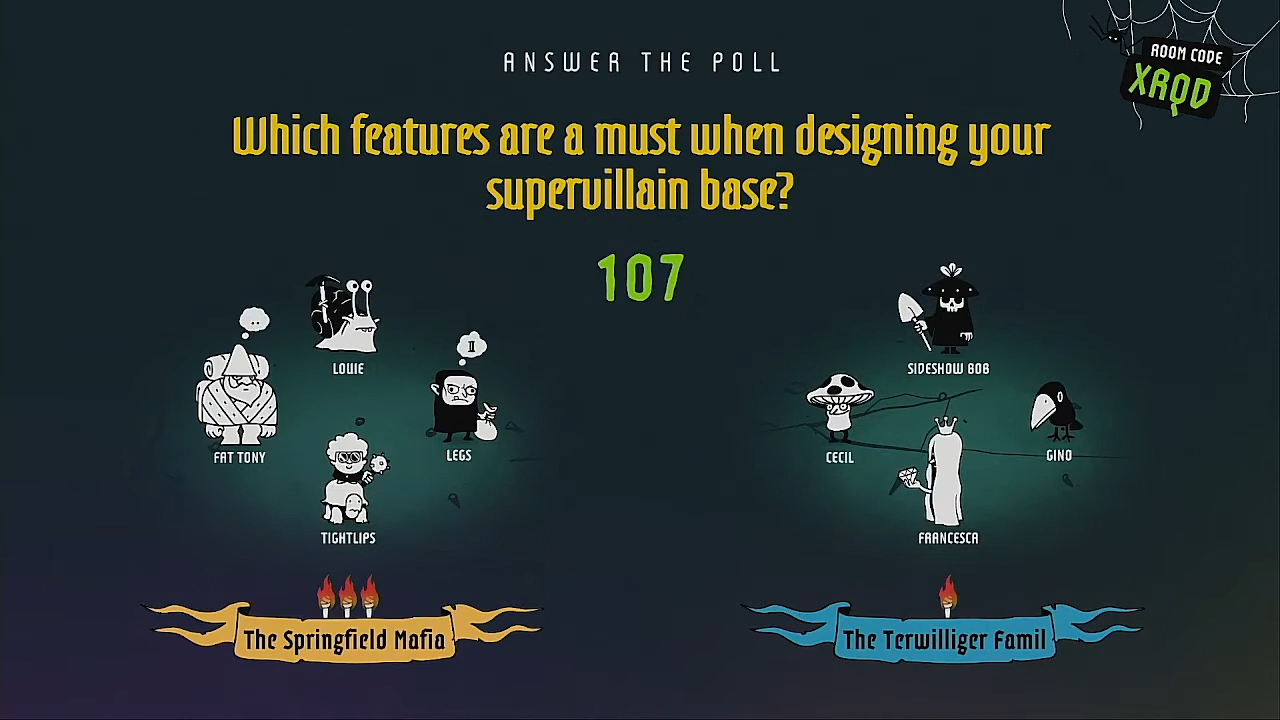 ANSWER THE POLL
ROOM CODE
XRQD
Which features are a must when designing your
supervillain base?
107
LOUIE
SIDESHOW BOB
FAT TONY
LEGS
CECIL
GINO
TIGHTLIPS
FRANCESCA
The Springfield Mafia
The Terwilliger Famil